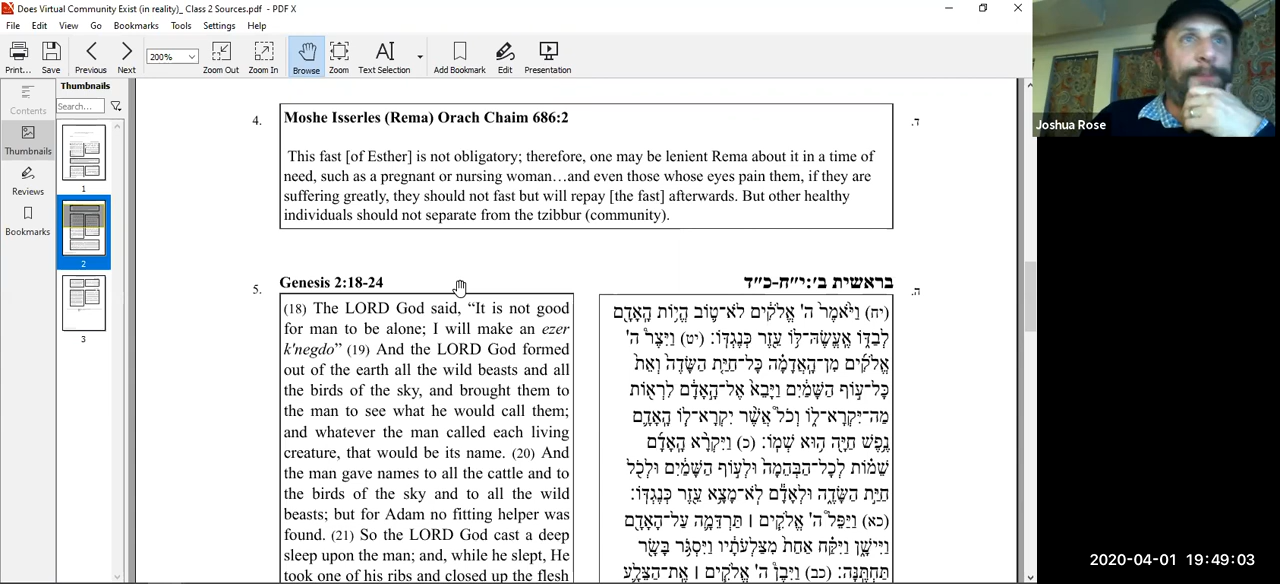 Does Virtual Community Exist (in reality)_ Class 2 Sources.pdf - PDF X
File Edit View Go Bookmarks Tools Settings Help
Print... Save Previous Next 200% Zoom Out Zoom In Browse Zoom Text Selection Add Bookmark Edit Presentation
Contents
Thumbnails
Reviews
Bookmarks
Thumbnails
Search...
1
2
3
4. Moshe Isserles (Rema) Orach Chaim 686:2 ד.
This fast [of Esther] is not obligatory; therefore, one may be lenient Rema about it in a time of
need, such as a pregnant or nursing woman…and even those whose eyes pain them, if they are
suffering greatly, they should not fast but will repay [the fast] afterwards. But other healthy
individuals should not separate from the tzibbur (community).
5. Genesis 2:18-24
(18) The LORD God said, “It is not good
for man to be alone; I will make an ezer
k'negdo” (19) And the LORD God formed
out of the earth all the wild beasts and all
the birds of the sky, and brought them to
the man to see what he would call them;
and whatever the man called each living
creature, that would be its name. (20) And
the man gave names to all the cattle and to
the birds of the sky and to all the wild
beasts; but for Adam no fitting helper was
found. (21) So the LORD God cast a deep
sleep upon the man; and, while he slept, He
took one of his ribs and closed up the flesh
בראשית ב׳:י״ח-כ״ד ה.
(יח) וַיֹּ֙אמֶר֙ ה' אֱלֹקִ֔ים לֹא־ט֛וֹב הֱי֥וֹת הָֽאָדָ֖ם
לְבַדּ֑וֹ אֶֽעֱשֶׂהּ־לּ֥וֹ עֵ֖זֶר כְּנֶגְדּֽוֹ׃ (יט) וַיִּצֶר֩ ה'
אֱלֹקִ֜ים מִן־הָֽאֲדָמָ֗ה כׇּל־חַיַּ֤ת הַשָּׂדֶה֙ וְאֵת֙
כׇּל־ע֣וֹף הַשָּׁמַ֔יִם וַיָּבֵא֙ אֶל־הָ֣אָדָ֔ם לִרְא֖וֹת
מַה־יִּקְרָא־ל֑וֹ וְכֹל֩ אֲשֶׁ֨ר יִקְרָא־ל֧וֹ הָֽאָדָ֛ם
נֶ֥פֶשׁ חַיָּ֖ה ה֥וּא שְׁמֽוֹ׃ (כ) וַיִּקְרָ֨א הָֽאָדָ֜ם
שֵׁמ֗וֹת לְכׇל־הַבְּהֵמָה֙ וּלְע֣וֹף הַשָּׁמַ֔יִם וּלְכֹ֖ל
חַיַּ֣ת הַשָּׂדֶ֑ה וּלְאָדָ֕ם לֹֽא־מָצָ֥א עֵ֖זֶר כְּנֶגְדּֽוֹ׃
(כא) וַיַּפֵּל֩ ה' אֱלֹקִ֧ים ׀ תַּרְדֵּמָ֛ה עַל־הָאָדָ֖ם
וַיִּישָׁ֑ן וַיִּקַּ֗ח אַחַת֙ מִצַּלְעֹתָ֔יו וַיִּסְגֹּ֥ר בָּשָׂ֖ר
תַּחְתֶּֽנָּה׃ (כב) וַיִּבֶן֩ ה' אֱלֹקִ֧ים ׀ אֶֽת־הַצֵּלָ֛ע
Joshua Rose
2020-04-01 19:49:03